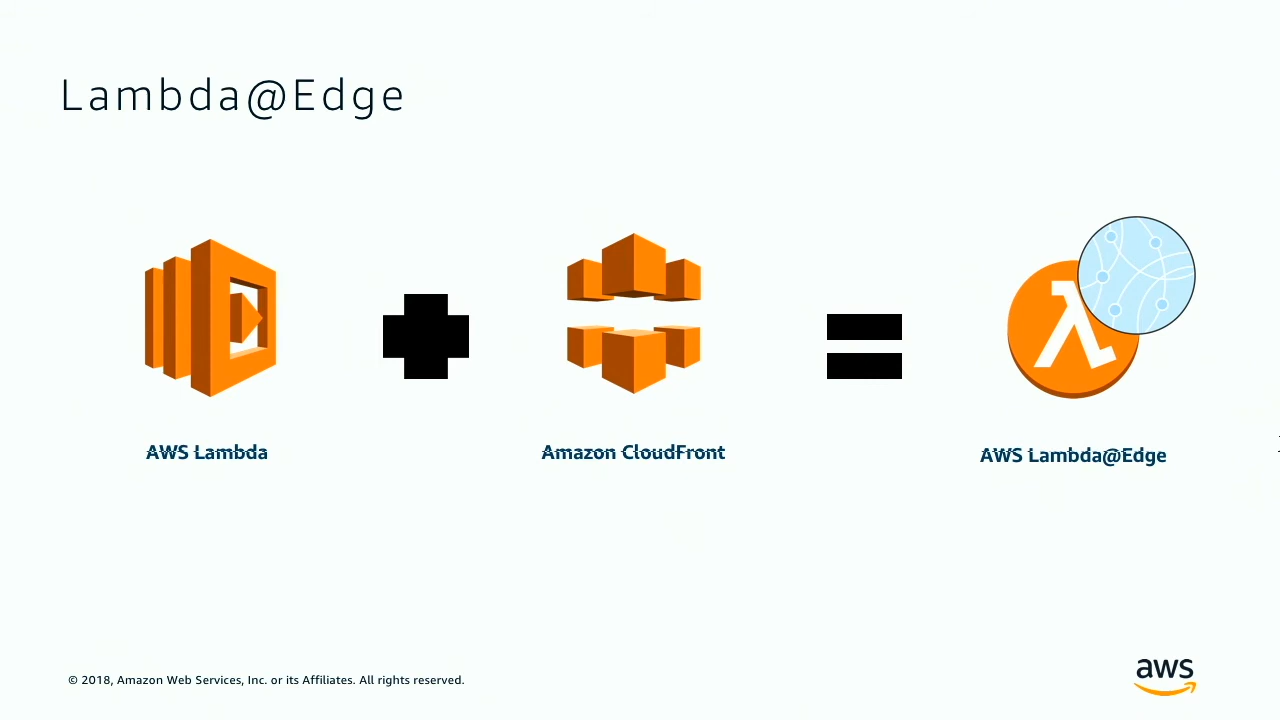 Lambda@Edge
AWS Lambda
Amazon CloudFront
AWS Lambda@Edge
© 2018, Amazon Web Services, Inc. or its Affiliates. All rights reserved.
aws